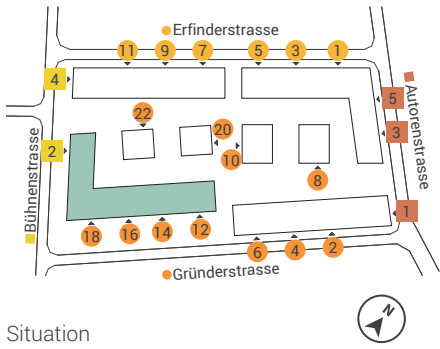 Erfinderstrasse
11 9 7 5 3 1
4 5
22 20 3
2 10 8
Bühnenstrasse
Autorenstrasse
18 16 14 12 1
6 4 2
Gründerstrasse
Situation
N